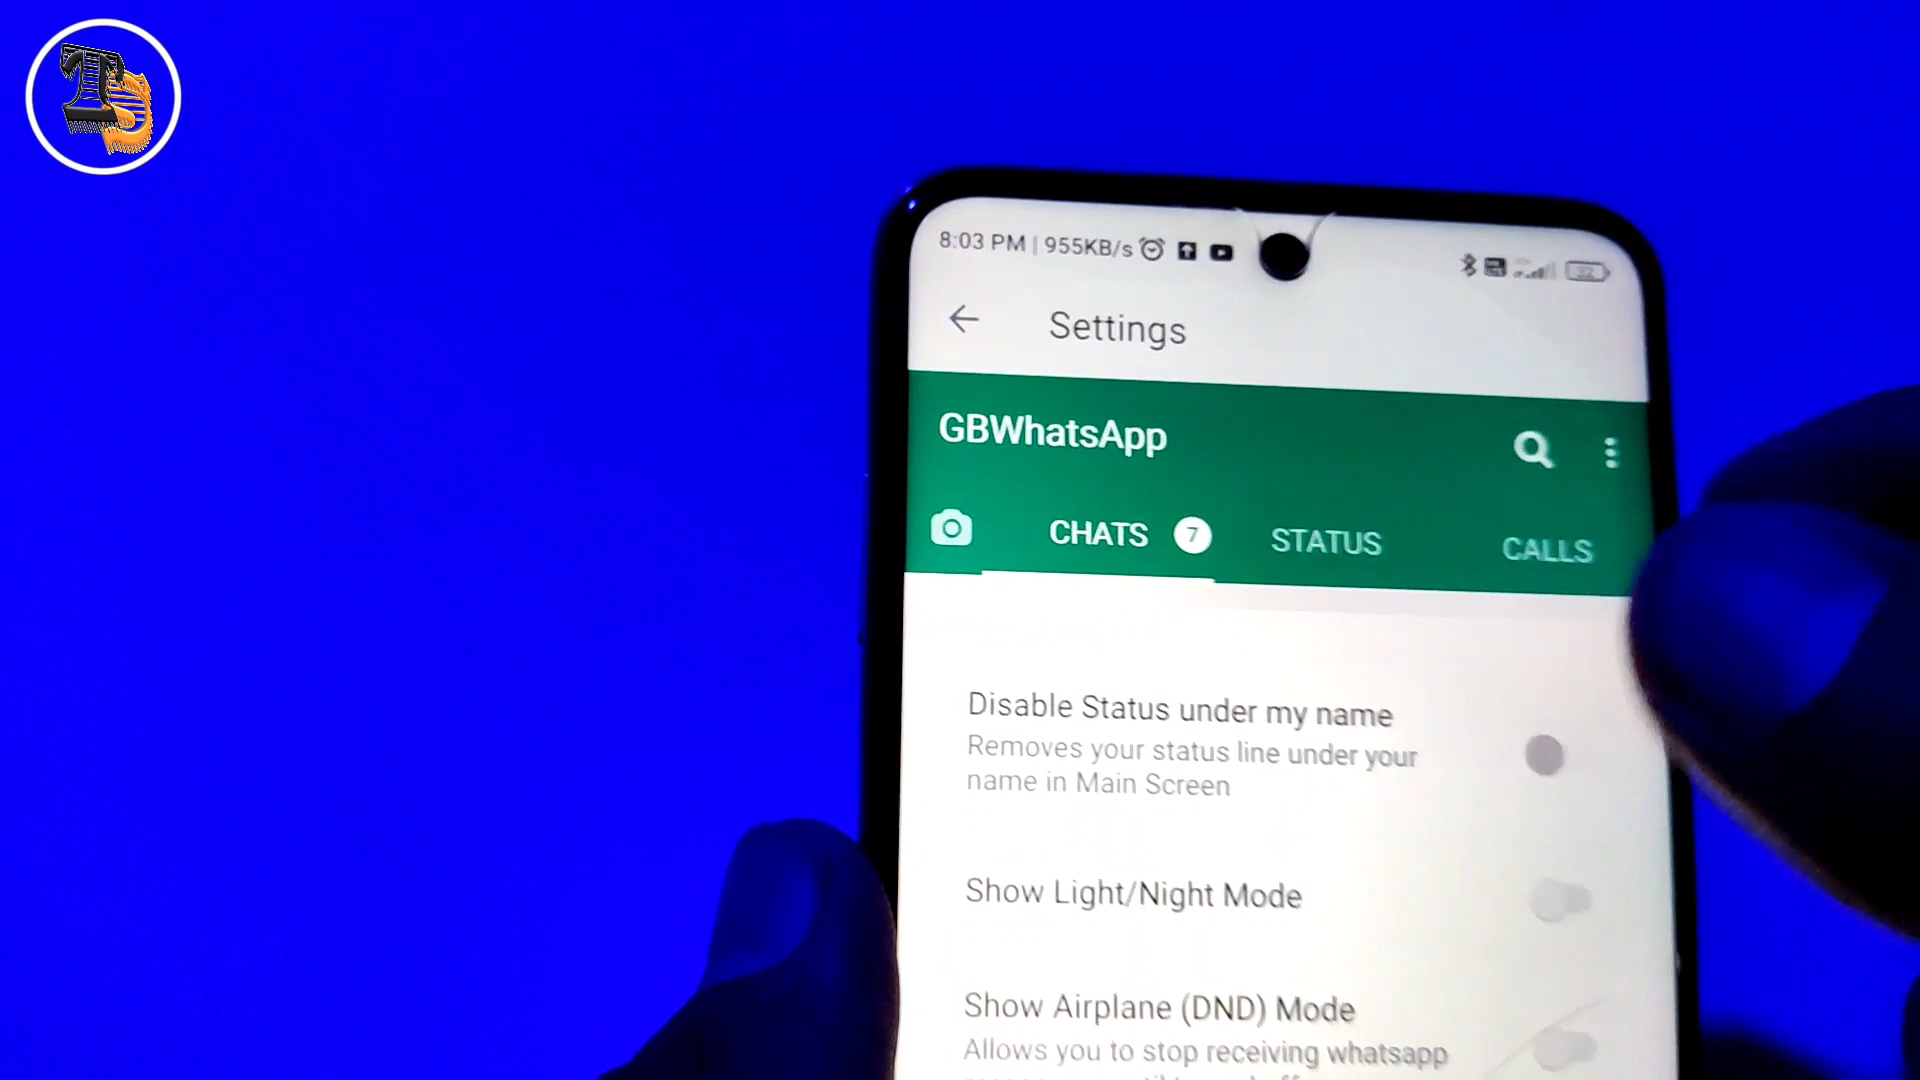 8:03 PM | 955KB/s
32
Settings
GBWhatsApp
CHATS 7 STATUS CALLS
Disable Status under my name
Removes your status line under your
name in Main Screen
Show Light/Night Mode
Show Airplane (DND) Mode
Allows you to stop receiving whatsapp